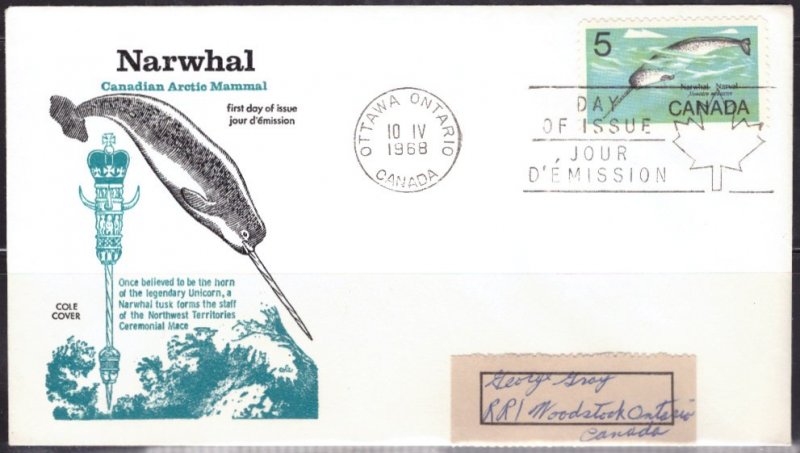 Narwhal
Canadian Arctic Mammal
first day of issue
jour d'émission
Once believed to be the horn
of the legendary Unicorn, a
Narwhal tusk forms the staff
of the Northwest Territories
Ceremonial Mace
COLE
COVER
OTTAWA ONTARIO
10 IV
1968
CANADA
5
Narwhal Narval
CANADA
DAY
OF ISSUE
JOUR
D'ÉMISSION
George Gray
RR1 Woodstock Ontario
Canada